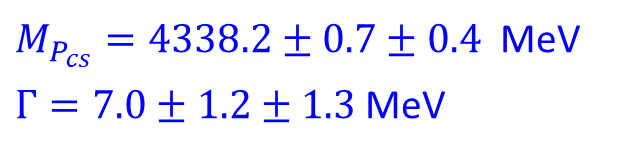 M_{P_{cs}} = 4338.2 ± 0.7 ± 0.4 MeV
Γ = 7.0 ± 1.2 ± 1.3 MeV